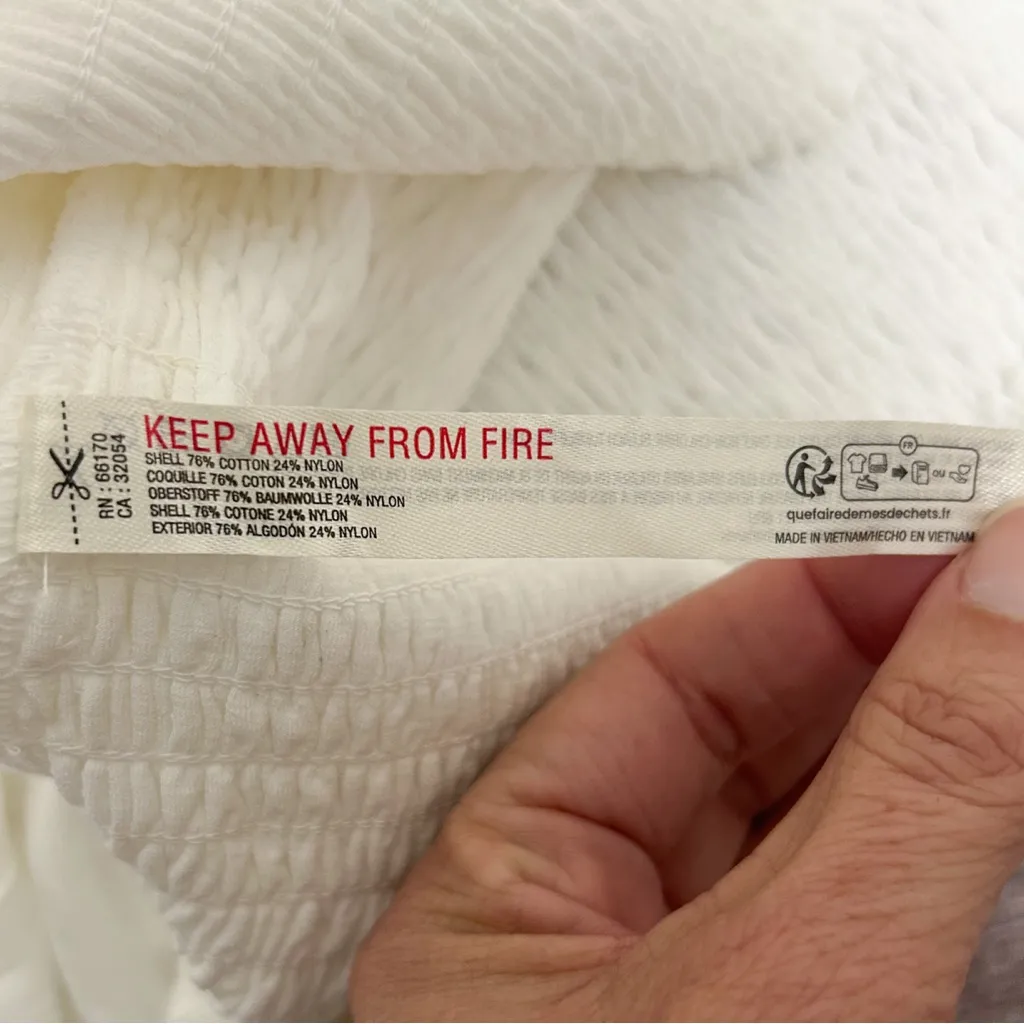 RN : 66170
CA : 32054
KEEP AWAY FROM FIRE
SHELL 76% COTTON 24% NYLON
COQUILLE 76% COTON 24% NYLON
OBERSTOFF 76% BAUMWOLLE 24% NYLON
SHELL 76% COTONE 24% NYLON
EXTERIOR 76% ALGODÓN 24% NYLON
FR
OU
quefairedemesdechets.fr
MADE IN VIETNAM/HECHO EN VIETNAM